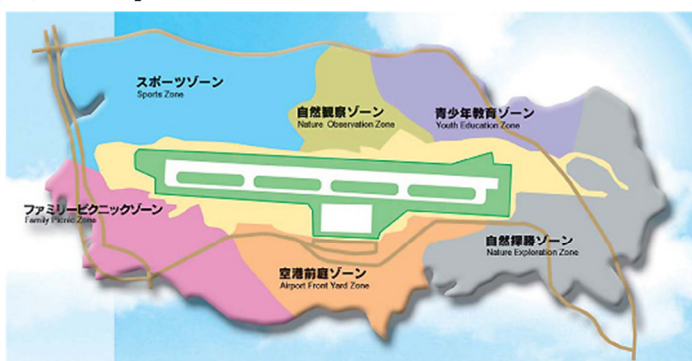 スポーツゾーン
Sports Zone
自然観察ゾーン
Nature Observation Zone
青少年教育ゾーン
Youth Education Zone
ファミリーピクニックゾーン
Family Picnic Zone
自然探勝ゾーン
Nature Exploration Zone
空港前庭ゾーン
Airport Front Yard Zone